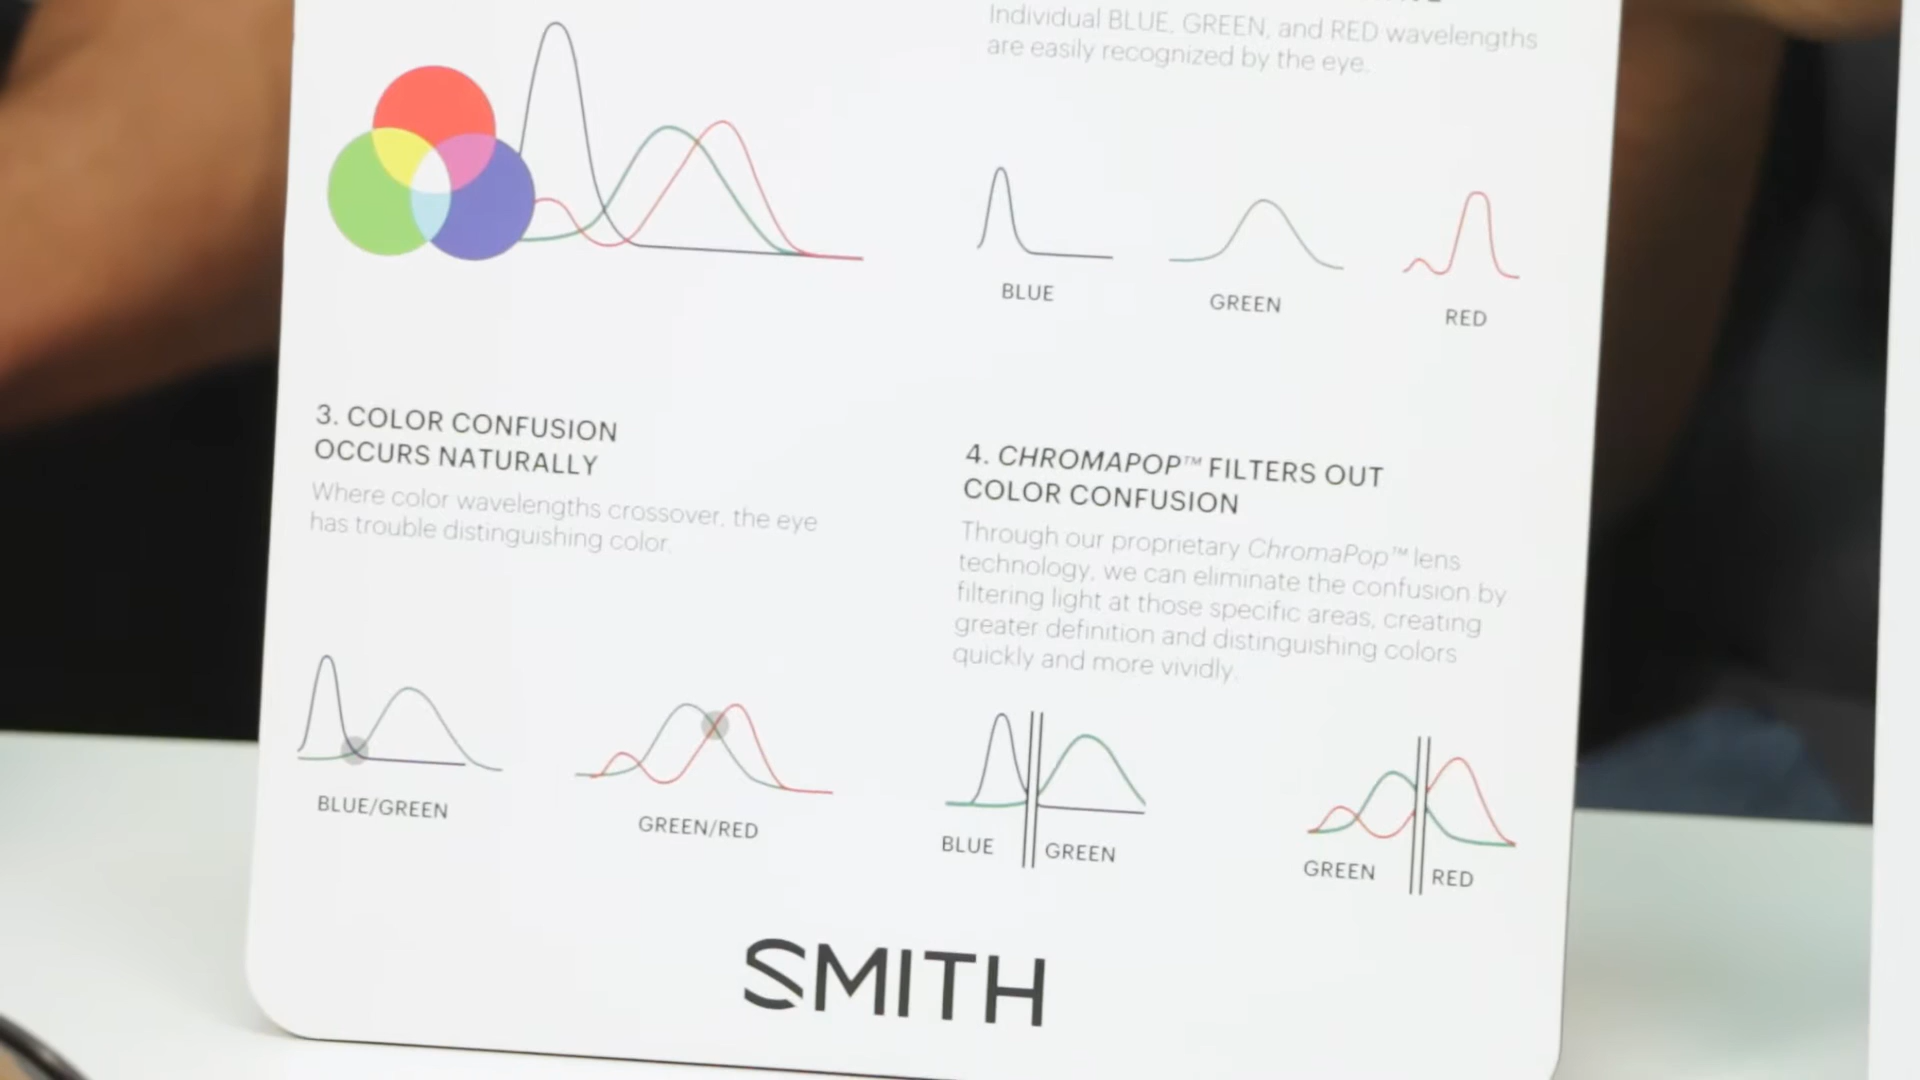 Individual BLUE, GREEN, and RED wavelengths
are easily recognized by the eye.
BLUE
GREEN
RED
3. COLOR CONFUSION
OCCURS NATURALLY
Where color wavelengths crossover, the eye
has trouble distinguishing color.
BLUE/GREEN
GREEN/RED
4. CHROMAPOP™ FILTERS OUT
COLOR CONFUSION
Through our proprietary ChromaPop™ lens
technology, we can eliminate the confusion by
filtering light at those specific areas, creating
greater definition and distinguishing colors
quickly and more vividly.
BLUE
GREEN
GREEN
RED
SMITH